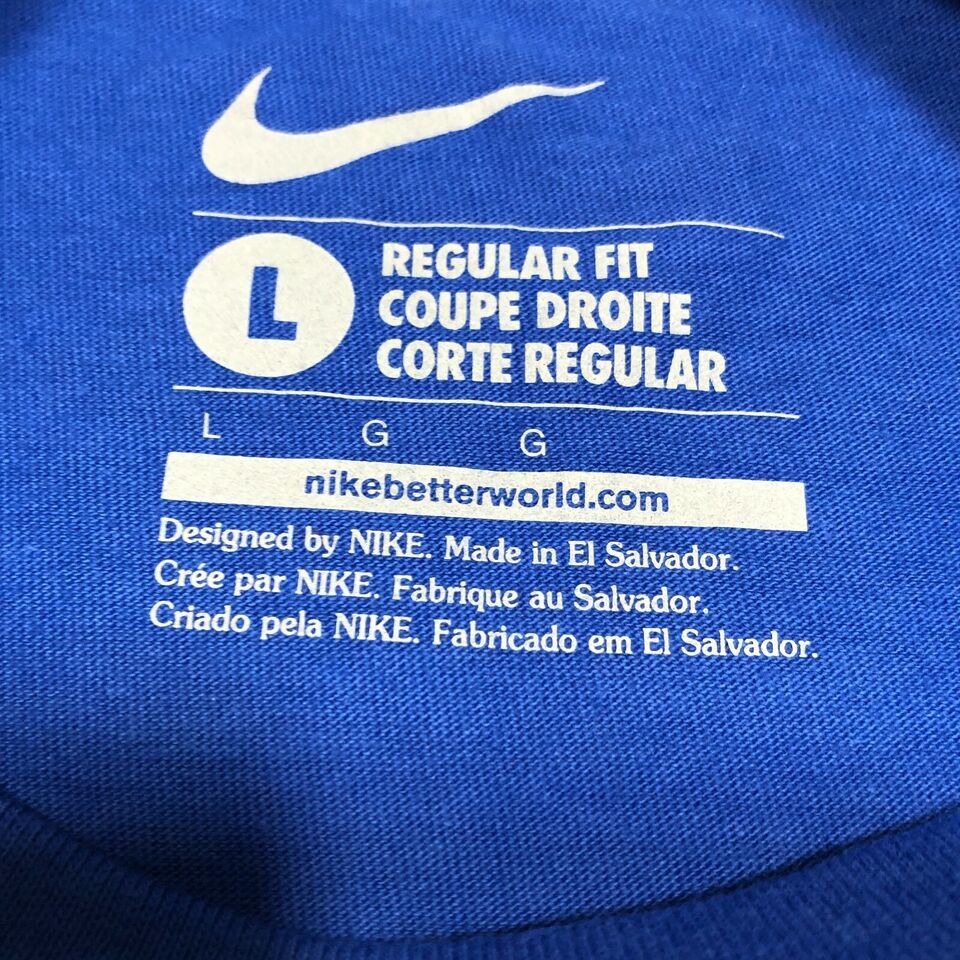 L
REGULAR FIT
COUPE DROITE
CORTE REGULAR
L G G
nikebetterworld.com
Designed by NIKE. Made in El Salvador.
Crée par NIKE. Fabrique au Salvador.
Criado pela NIKE. Fabricado em El Salvador.